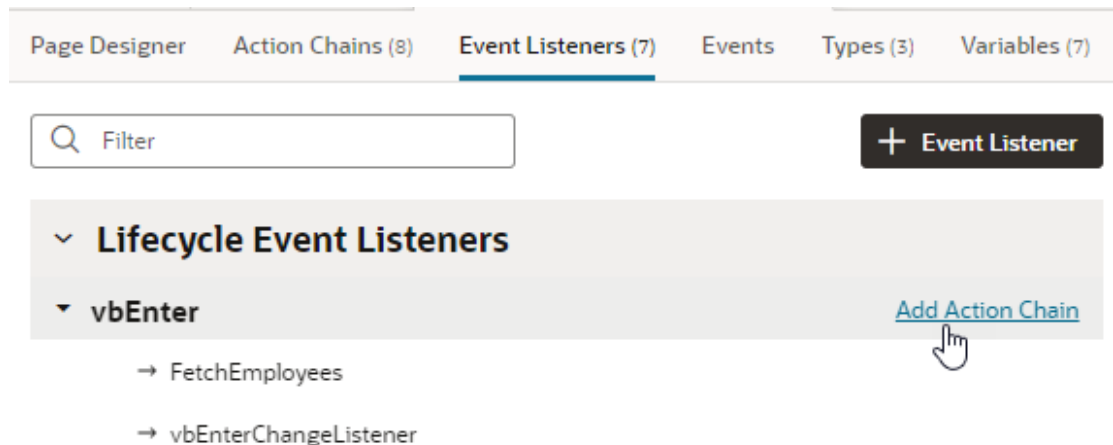 Page Designer Action Chains (8) Event Listeners (7) Events Types (3) Variables (7)
Filter + Event Listener
Lifecycle Event Listeners
vbEnter Add Action Chain
→ FetchEmployees
→ vbEnterChangeListener